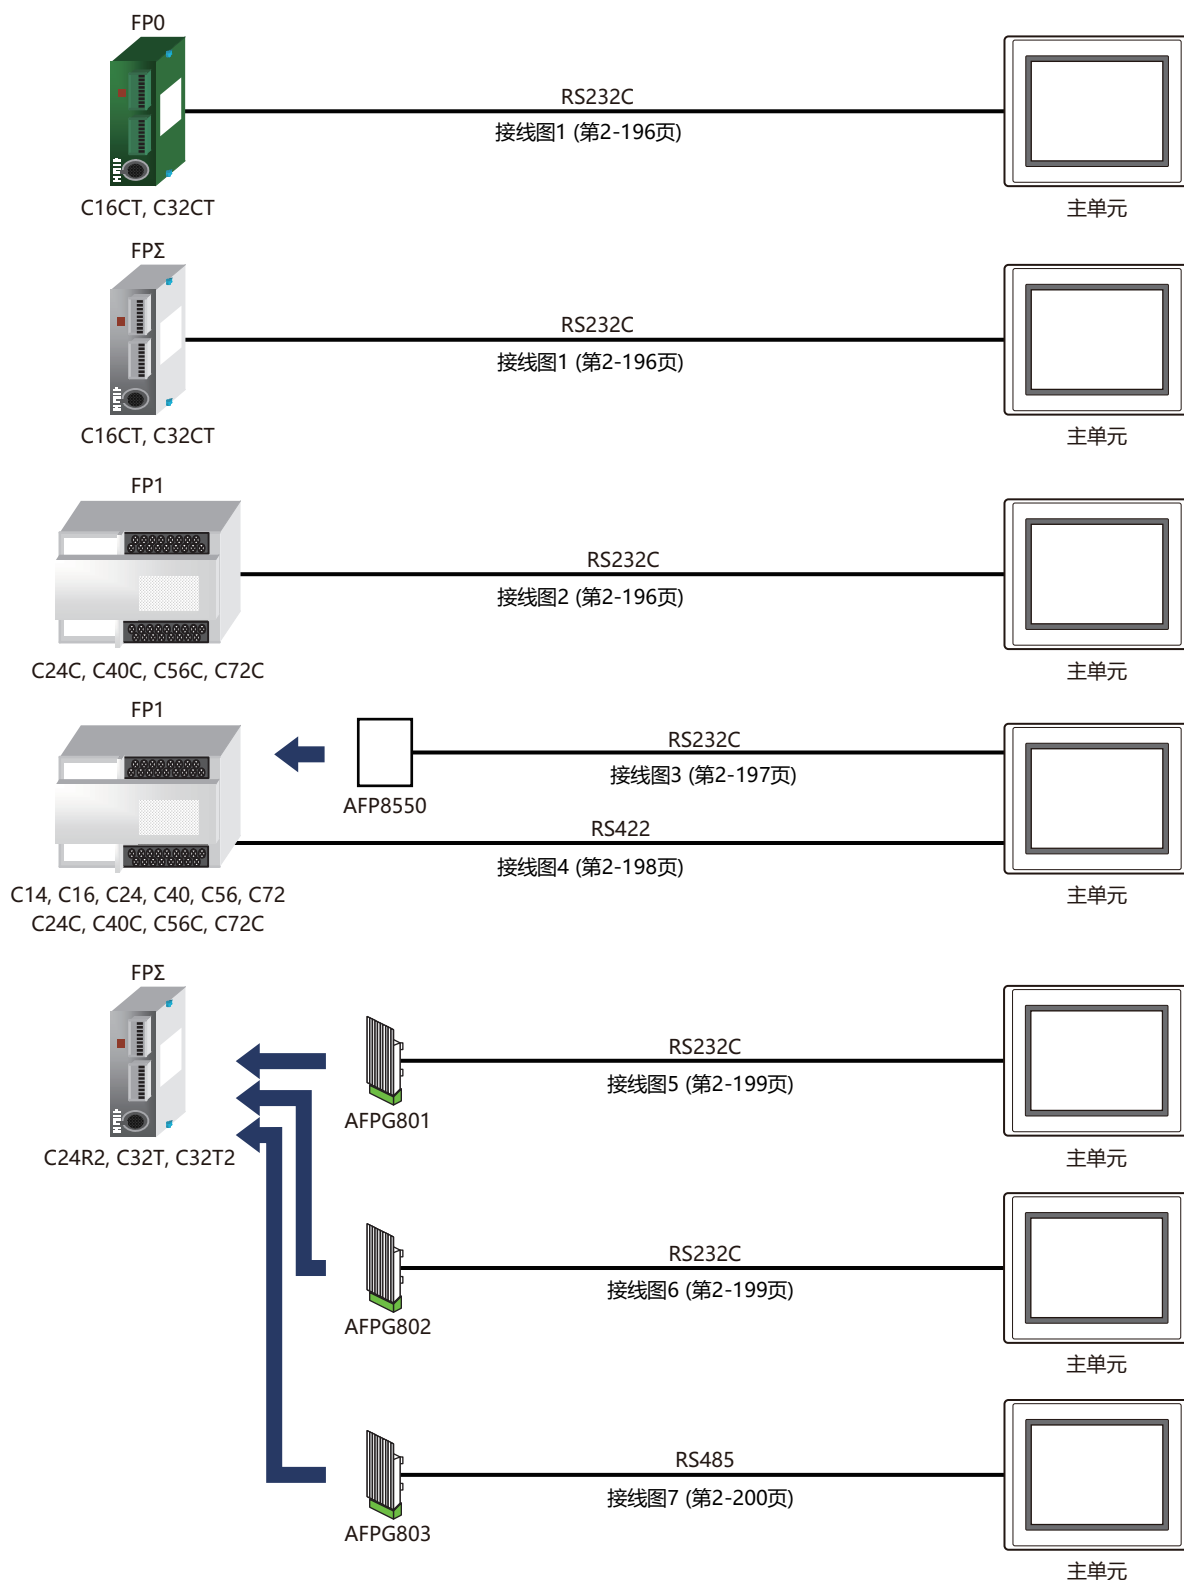 FP0
RS232C
接线图1 (第2-196页)
C16CT, C32CT
主单元
FPΣ
RS232C
接线图1 (第2-196页)
C16CT, C32CT
主单元
FP1
RS232C
接线图2 (第2-196页)
C24C, C40C, C56C, C72C
主单元
FP1
RS232C
接线图3 (第2-197页)
AFP8550
RS422
接线图4 (第2-198页)
C14, C16, C24, C40, C56, C72
C24C, C40C, C56C, C72C
主单元
FPΣ
RS232C
接线图5 (第2-199页)
AFPG801
C24R2, C32T, C32T2
主单元
RS232C
接线图6 (第2-199页)
AFPG802
主单元
RS485
接线图7 (第2-200页)
AFPG803
主单元